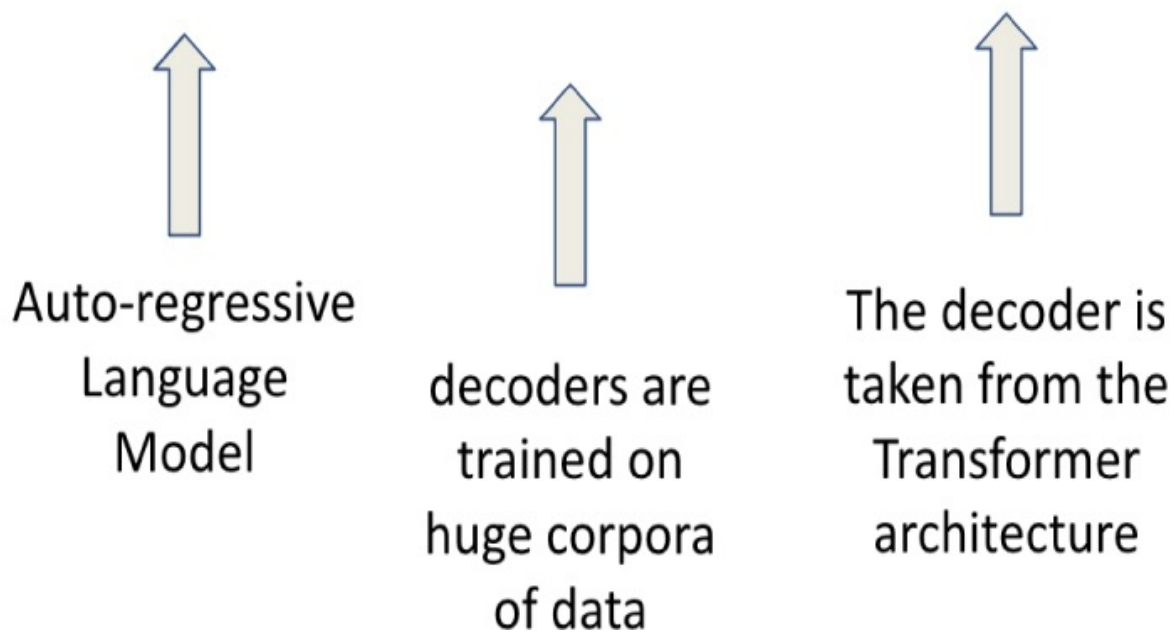 Auto-regressive
Language
Model
decoders are
trained on
huge corpora
of data
The decoder is
taken from the
Transformer
architecture